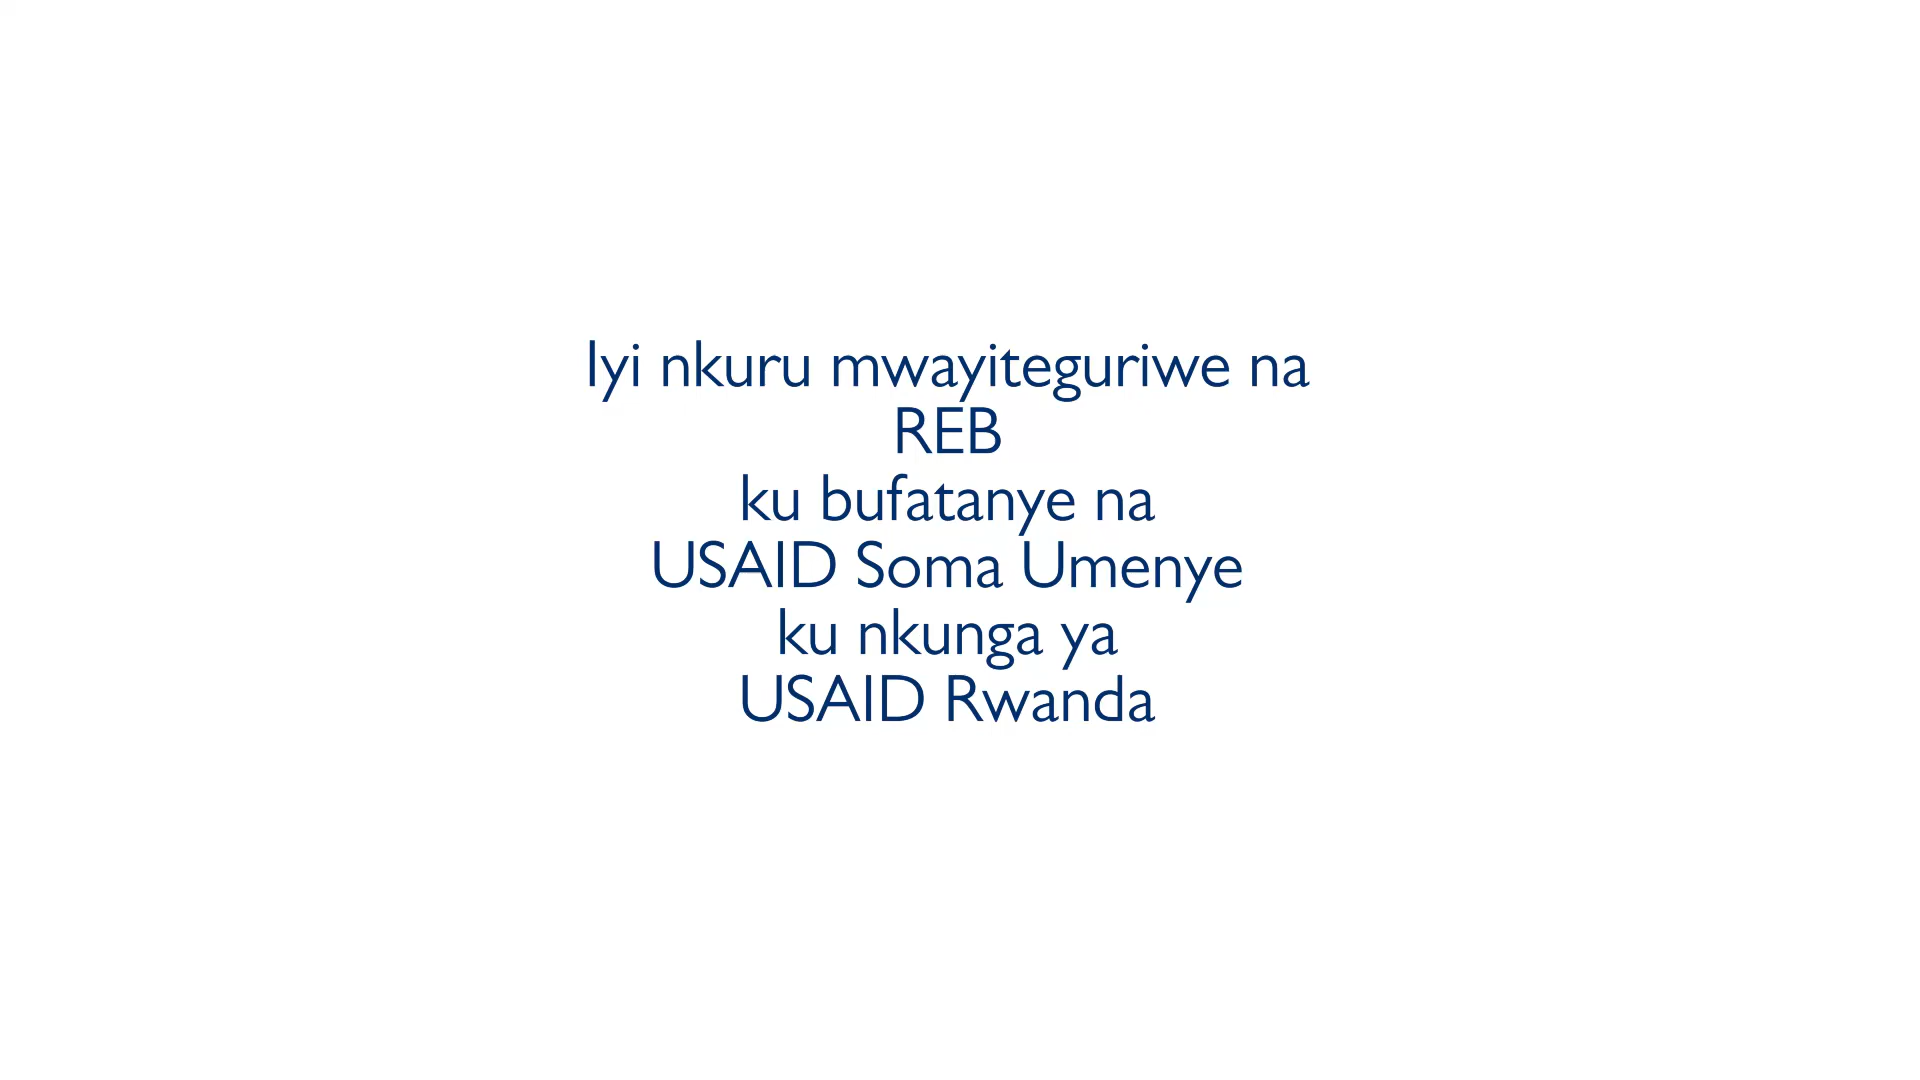 Iyi nkuru mwayiteguriwe na
REB
ku bufatanye na
USAID Soma Umenye
ku nkunga ya
USAID Rwanda